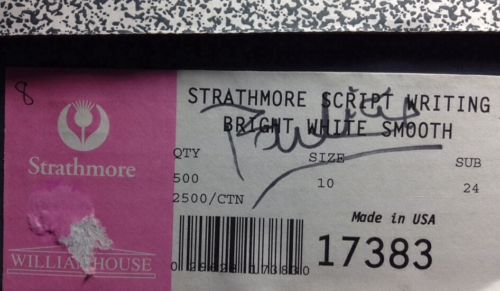 8
STRATHMORE SCRIPT WRITING
BRIGHT WHITE SMOOTH
Strathmore
QTY SIZE SUB
500 10 24
2500/CTN
Made in USA
17383
WILLIAMHOUSE